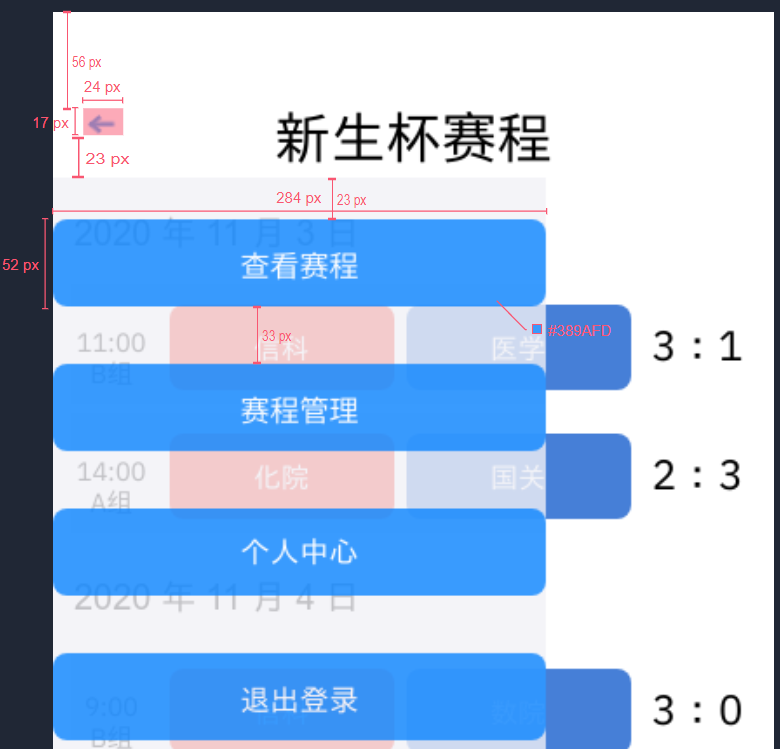 56 px
24 px
17 px
新生杯赛程
23 px
284 px
23 px
2020 年 11 月 3 日
52 px
查看赛程
33 px
#389AFD
11:00
信科
医学
3 : 1
B组
赛程管理
14:00
化院
国关
2 : 3
A组
个人中心
2020 年 11 月 4 日
退出登录
9:00
3 : 0
B组